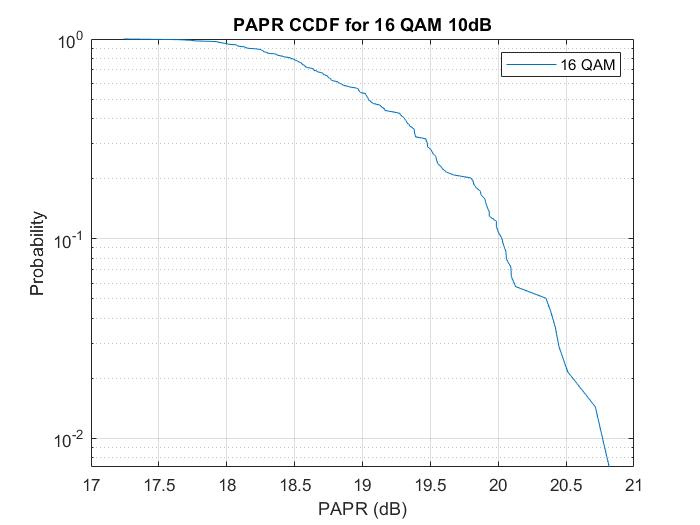 PAPR CCDF for 16 QAM 10dB
10^0
16 QAM
10^-1
Probability
10^-2
17 17.5 18 18.5 19 19.5 20 20.5 21
PAPR (dB)